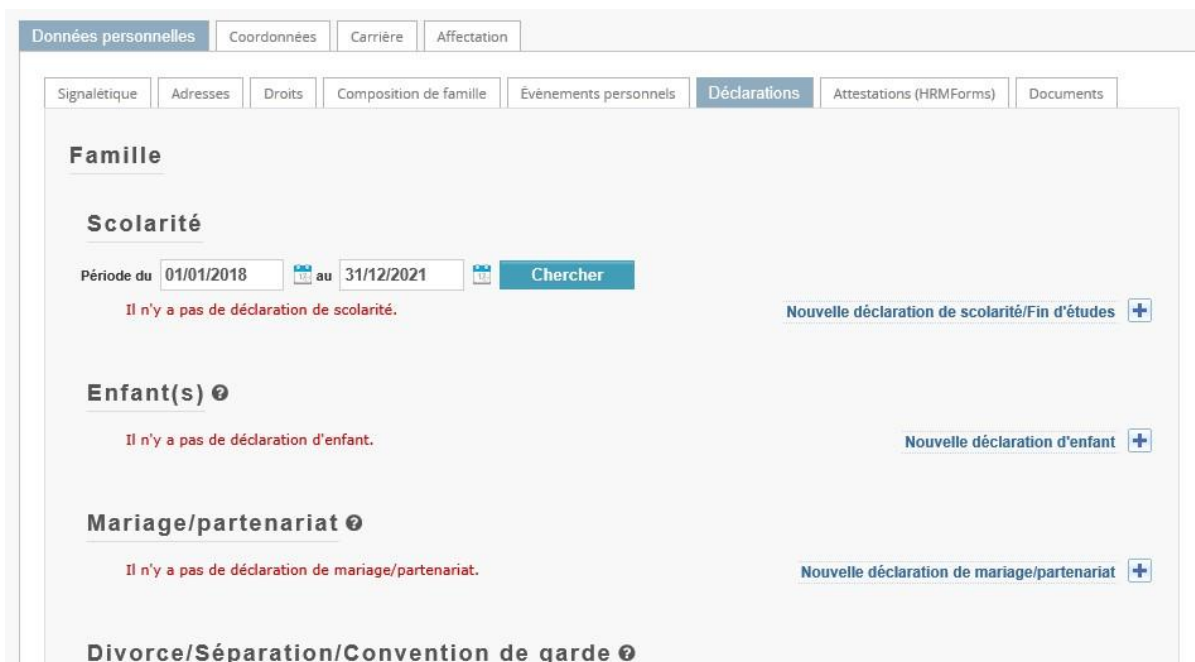 Données personnelles Coordonnées Carrière Affectation
Signalétique Adresses Droits Composition de famille Évènements personnels Déclarations Attestations (HRMForms) Documents
Famille
Scolarité
Période du 01/01/2018 au 31/12/2021 Chercher
Il n'y a pas de déclaration de scolarité. Nouvelle déclaration de scolarité/Fin d'études
Enfant(s)
Il n'y a pas de déclaration d'enfant. Nouvelle déclaration d'enfant
Mariage/partenariat
Il n'y a pas de déclaration de mariage/partenariat. Nouvelle déclaration de mariage/partenariat
Divorce/Séparation/Convention de garde